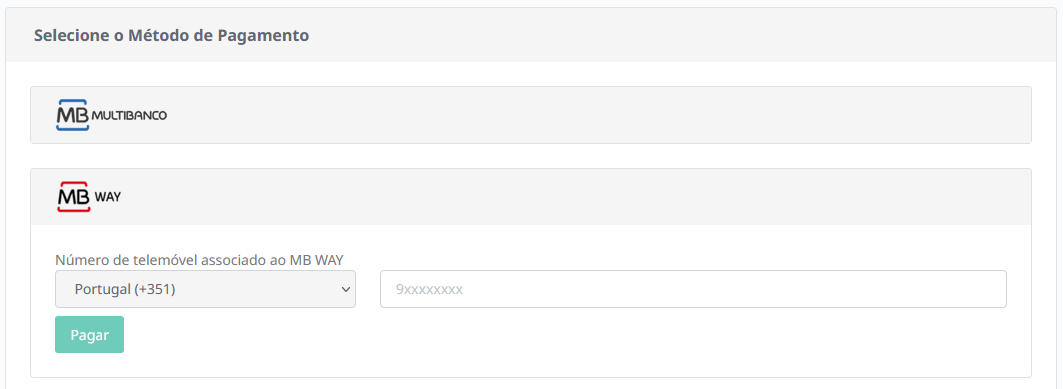 Selecione o Método de Pagamento
MB MULTIBANCO
MB WAY
Número de telemóvel associado ao MB WAY
Portugal (+351) 9xxxxxxxx
Pagar